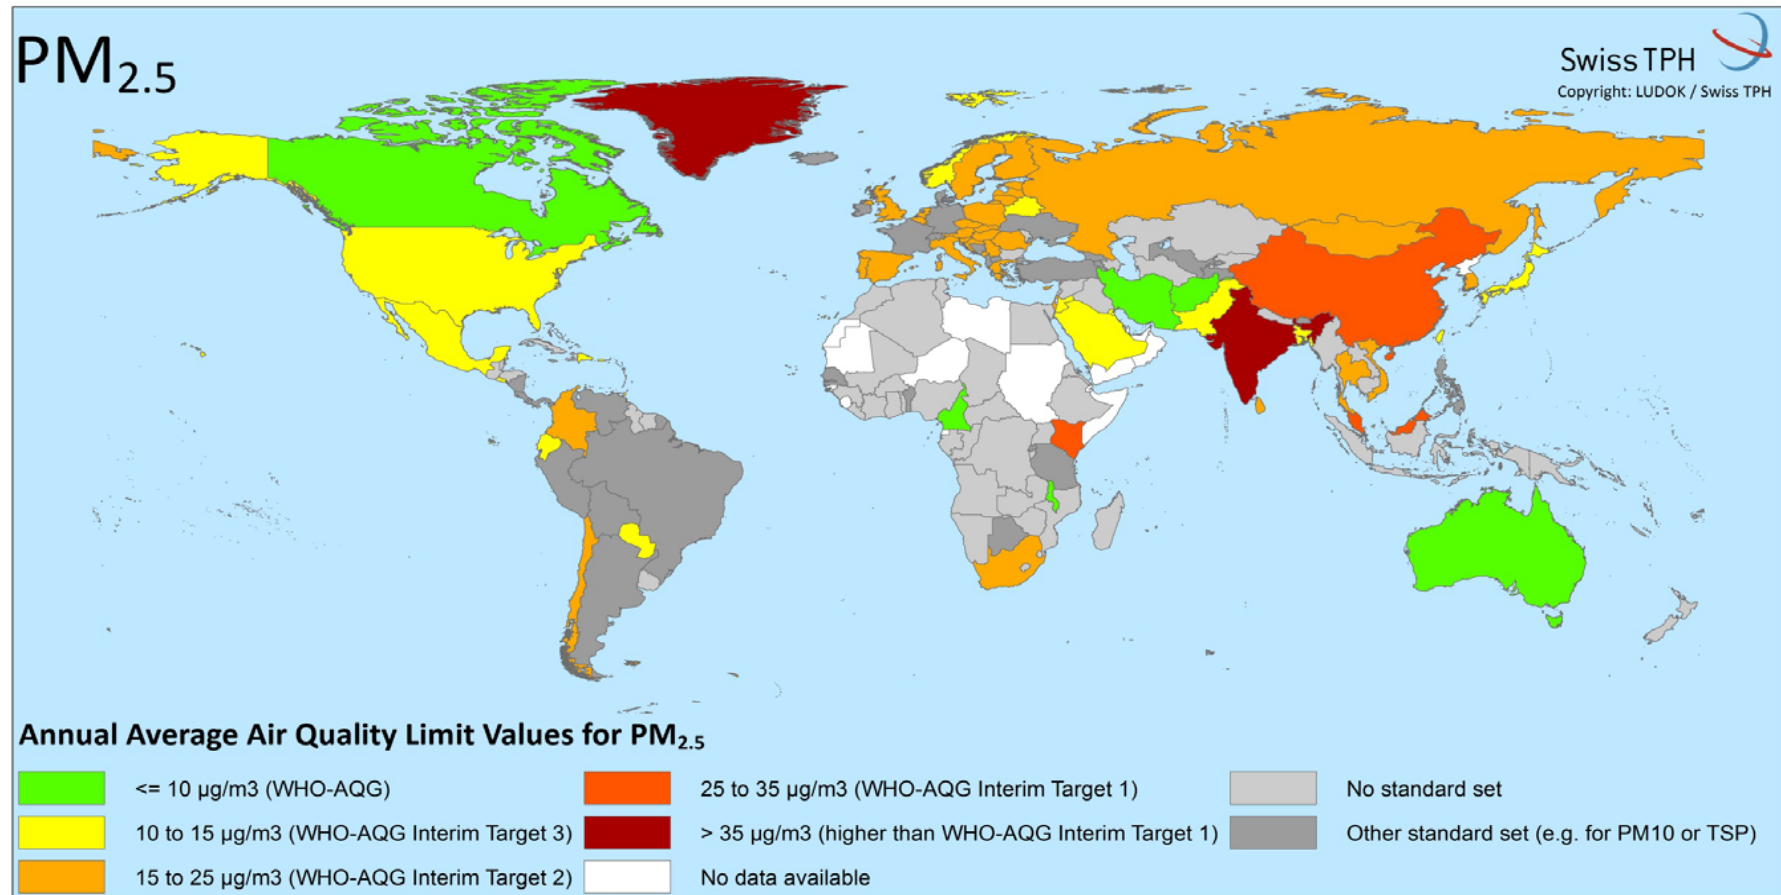 PM2.5
Swiss TPH
Copyright: LUDOK / Swiss TPH
Annual Average Air Quality Limit Values for PM2.5
<= 10 µg/m3 (WHO-AQG)
10 to 15 µg/m3 (WHO-AQG Interim Target 3)
15 to 25 µg/m3 (WHO-AQG Interim Target 2)
25 to 35 µg/m3 (WHO-AQG Interim Target 1)
> 35 µg/m3 (higher than WHO-AQG Interim Target 1)
No data available
No standard set
Other standard set (e.g. for PM10 or TSP)